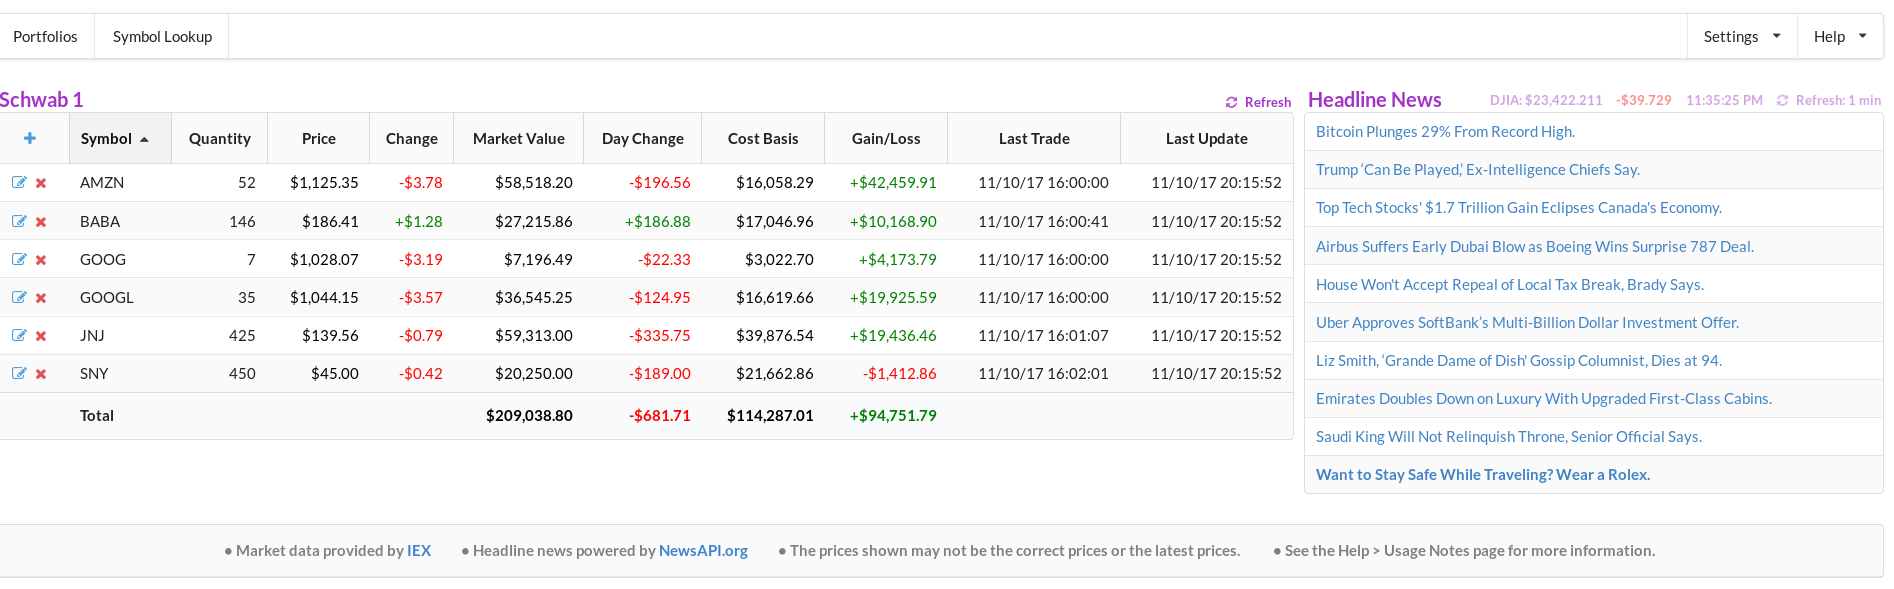 Portfolios Symbol Lookup Settings Help
Schwab 1 Refresh
Symbol Quantity Price Change Market Value Day Change Cost Basis Gain/Loss Last Trade Last Update
AMZN 52 $1,125.35 -$3.78 $58,518.20 -$196.56 $16,058.29 +$42,459.91 11/10/17 16:00:00 11/10/17 20:15:52
BABA 146 $186.41 +$1.28 $27,215.86 +$186.88 $17,046.96 +$10,168.90 11/10/17 16:00:41 11/10/17 20:15:52
GOOG 7 $1,028.07 -$3.19 $7,196.49 -$22.33 $3,022.70 +$4,173.79 11/10/17 16:00:00 11/10/17 20:15:52
GOOGL 35 $1,044.15 -$3.57 $36,545.25 -$124.95 $16,619.66 +$19,925.59 11/10/17 16:00:00 11/10/17 20:15:52
JNJ 425 $139.56 -$0.79 $59,313.00 -$335.75 $39,876.54 +$19,436.46 11/10/17 16:01:07 11/10/17 20:15:52
SNY 450 $45.00 -$0.42 $20,250.00 -$189.00 $21,662.86 -$1,412.86 11/10/17 16:02:01 11/10/17 20:15:52
Total $209,038.80 -$681.71 $114,287.01 +$94,751.79
Headline News DJIA: $23,422.211 -$39.729 11:35:25 PM Refresh: 1 min
Bitcoin Plunges 29% From Record High.
Trump ‘Can Be Played,’ Ex-Intelligence Chiefs Say.
Top Tech Stocks' $1.7 Trillion Gain Eclipses Canada's Economy.
Airbus Suffers Early Dubai Blow as Boeing Wins Surprise 787 Deal.
House Won't Accept Repeal of Local Tax Break, Brady Says.
Uber Approves SoftBank’s Multi-Billion Dollar Investment Offer.
Liz Smith, ‘Grande Dame of Dish’ Gossip Columnist, Dies at 94.
Emirates Doubles Down on Luxury With Upgraded First-Class Cabins.
Saudi King Will Not Relinquish Throne, Senior Official Says.
Want to Stay Safe While Traveling? Wear a Rolex.
• Market data provided by IEX • Headline news powered by NewsAPI.org • The prices shown may not be the correct prices or the latest prices. • See the Help > Usage Notes page for more information.